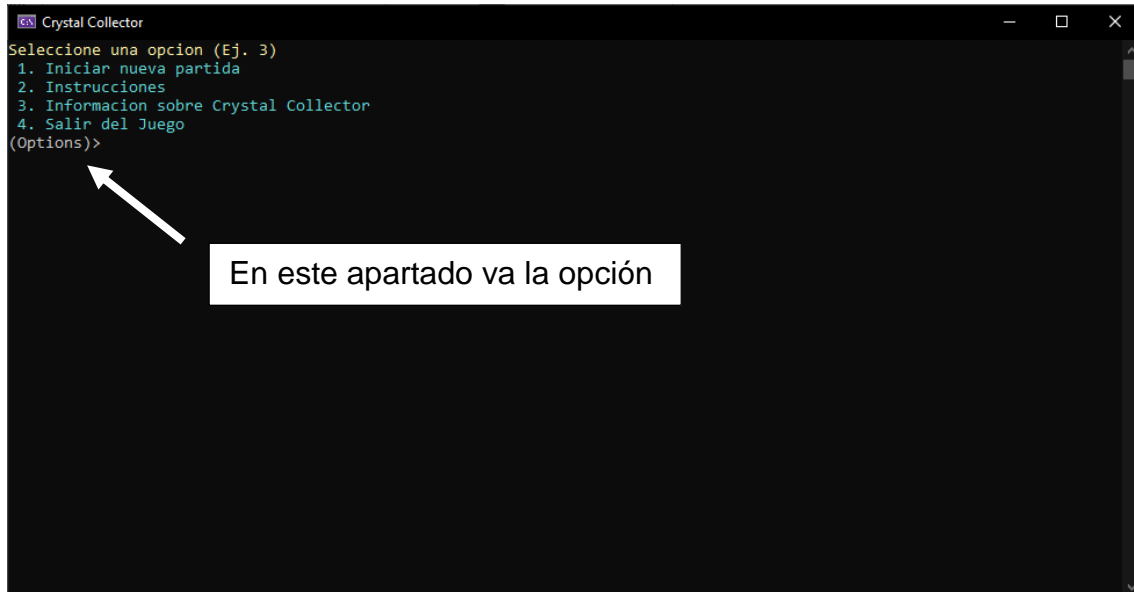 Crystal Collector
Seleccione una opcion (Ej. 3)
1. Iniciar nueva partida
2. Instrucciones
3. Informacion sobre Crystal Collector
4. Salir del Juego
(Options)>
En este apartado va la opción